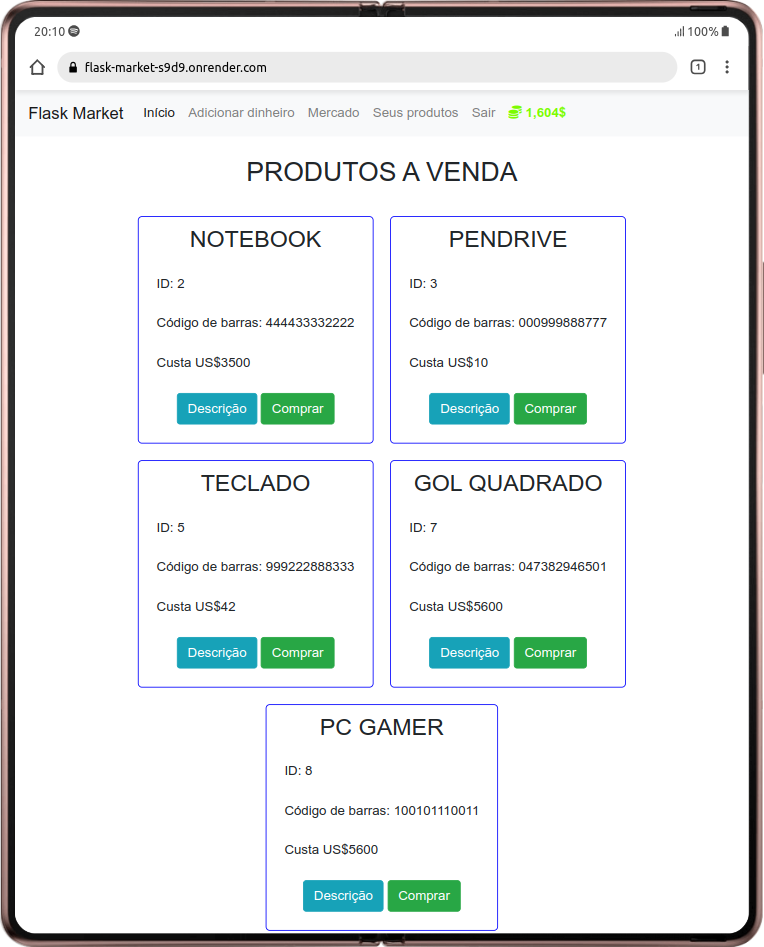 20:10
100%
flask-market-s9d9.onrender.com
1
Flask Market Início Adicionar dinheiro Mercado Seus produtos Sair 1,604$
PRODUTOS A VENDA
NOTEBOOK
ID: 2
Código de barras: 444433332222
Custa US$3500
Descrição Comprar
PENDRIVE
ID: 3
Código de barras: 000999888777
Custa US$10
Descrição Comprar
TECLADO
ID: 5
Código de barras: 999222888333
Custa US$42
Descrição Comprar
GOL QUADRADO
ID: 7
Código de barras: 047382946501
Custa US$5600
Descrição Comprar
PC GAMER
ID: 8
Código de barras: 100101110011
Custa US$5600
Descrição Comprar